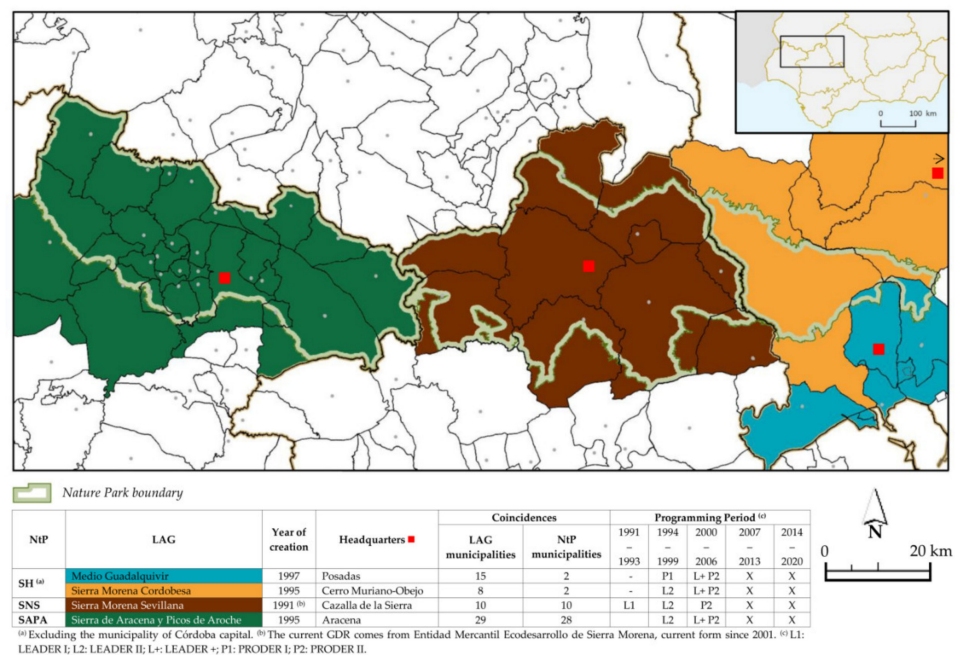 0 100 km
Nature Park boundary
NtP LAG Year of creation Headquarters Coincidences Programming Period (c)
LAG municipalities NtP municipalities 1991 – 1993 1994 – 1999 2000 – 2006 2007 – 2013 2014 – 2020
SH (a) Medio Guadalquivir 1997 Posadas 15 2 - P1 L+ P2 X X
Sierra Morena Cordobesa 1995 Cerro Muriano-Obejo 8 2 - L2 L+ P2 X X
SNS Sierra Morena Sevillana 1991 (b) Cazalla de la Sierra 10 10 L1 L2 P2 X X
SAPA Sierra de Aracena y Picos de Aroche 1995 Aracena 29 28 L2 L+ P2 X X
N
0 20 km
(a) Excluding the municipality of Córdoba capital. (b) The current GDR comes from Entidad Mercantil Ecodesarrollo de Sierra Morena, current form since 2001. (c) L1:
LEADER I; L2: LEADER II; L+: LEADER +; P1: PRODER I; P2: PRODER II.